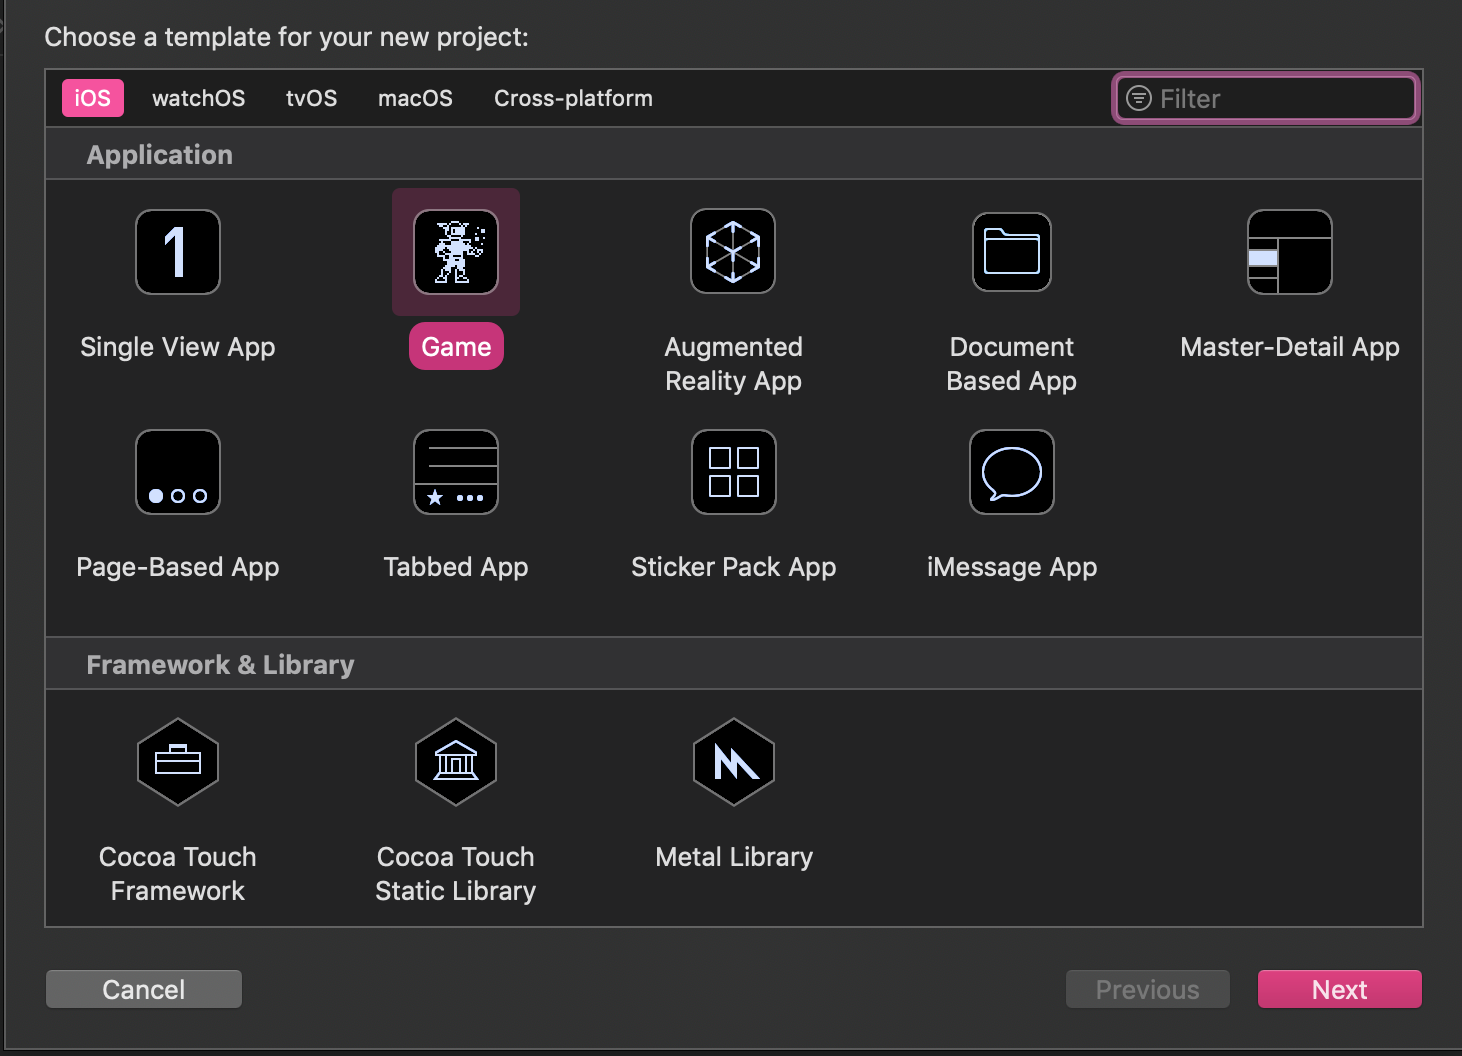 Choose a template for your new project:
iOS watchOS tvOS macOS Cross-platform Filter
Application
1
Single View App
Game
Augmented
Reality App
Document
Based App
Master-Detail App
Page-Based App
Tabbed App
Sticker Pack App
iMessage App
Framework & Library
Cocoa Touch
Framework
Cocoa Touch
Static Library
Metal Library
Cancel Previous Next